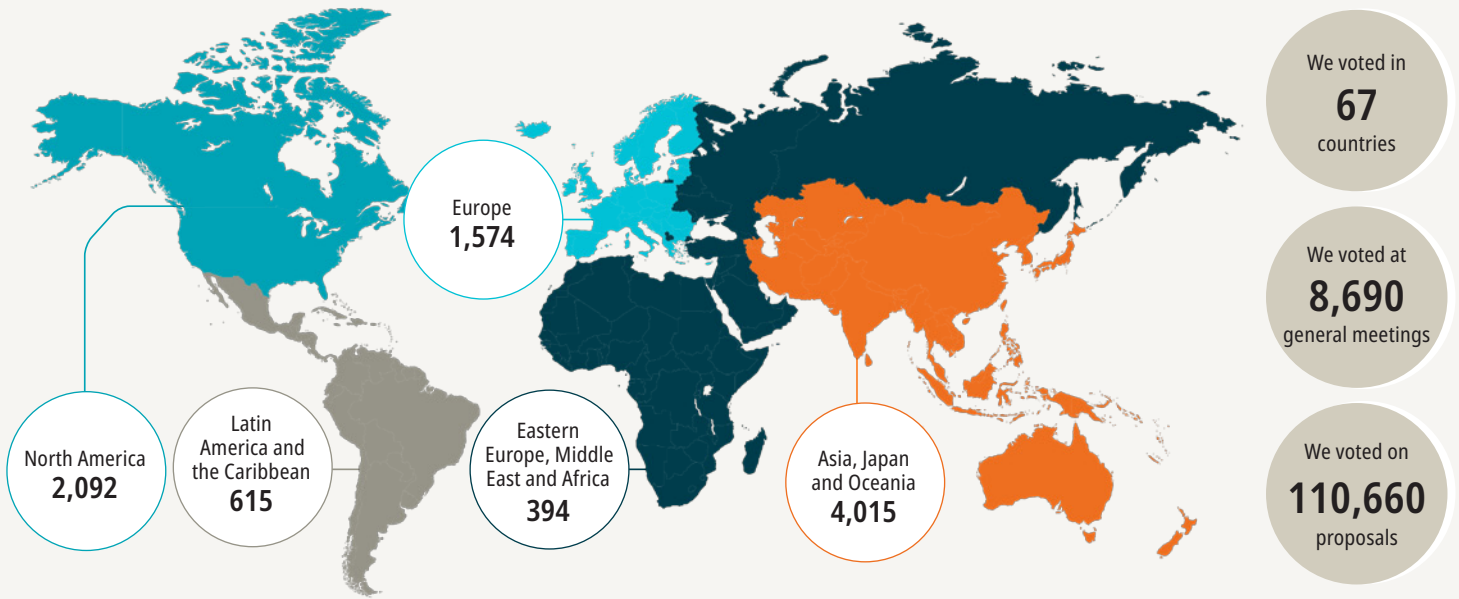 We voted in
67
countries
Europe
1,574
We voted at
8,690
general meetings
North America
2,092
Latin
America and
the Caribbean
615
Eastern
Europe, Middle
East and Africa
394
Asia, Japan
and Oceania
4,015
We voted on
110,660
proposals